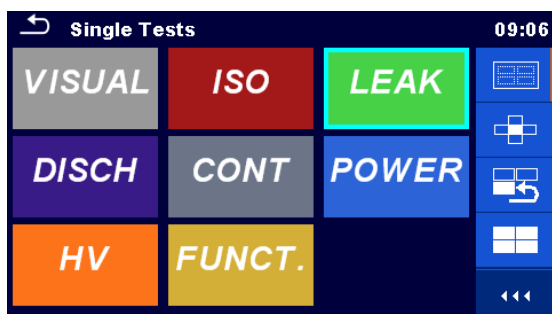 Single Tests 09:06
VISUAL ISO LEAK
DISCH CONT POWER
HV FUNCT.